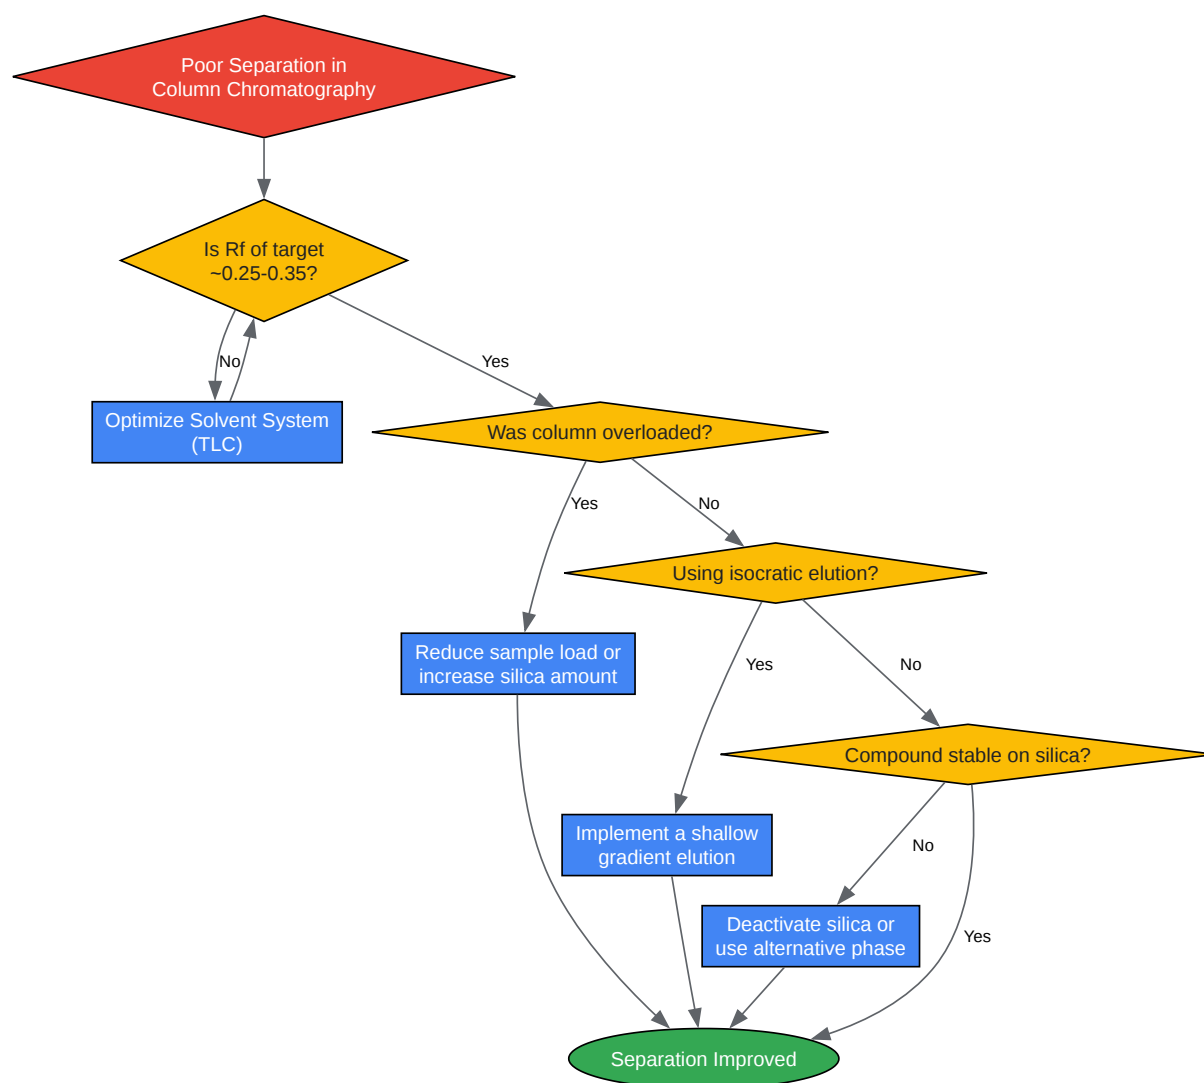 Poor Separation in
Column Chromatography
Is Rf of target
~0.25-0.35?
No
Yes
Optimize Solvent System
(TLC)
Was column overloaded?
Yes
No
Using isocratic elution?
Reduce sample load or
increase silica amount
Yes
No
Compound stable on silica?
Implement a shallow
gradient elution
No
Deactivate silica or
use alternative phase
Yes
Separation Improved